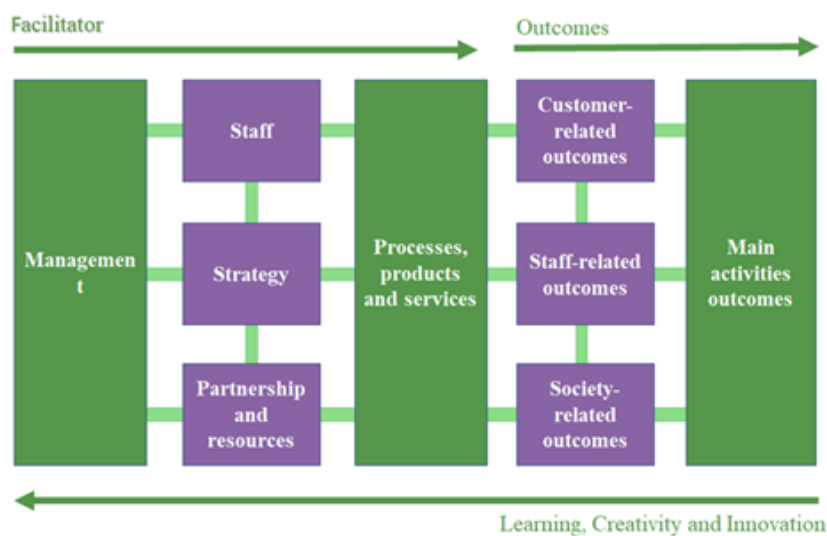 Facilitator
Outcomes
Managemen
t
Staff
Strategy
Partnership
and
resources
Processes,
products
and services
Customer-
related
outcomes
Staff-related
outcomes
Society-
related
outcomes
Main
activities
outcomes
Learning, Creativity and Innovation